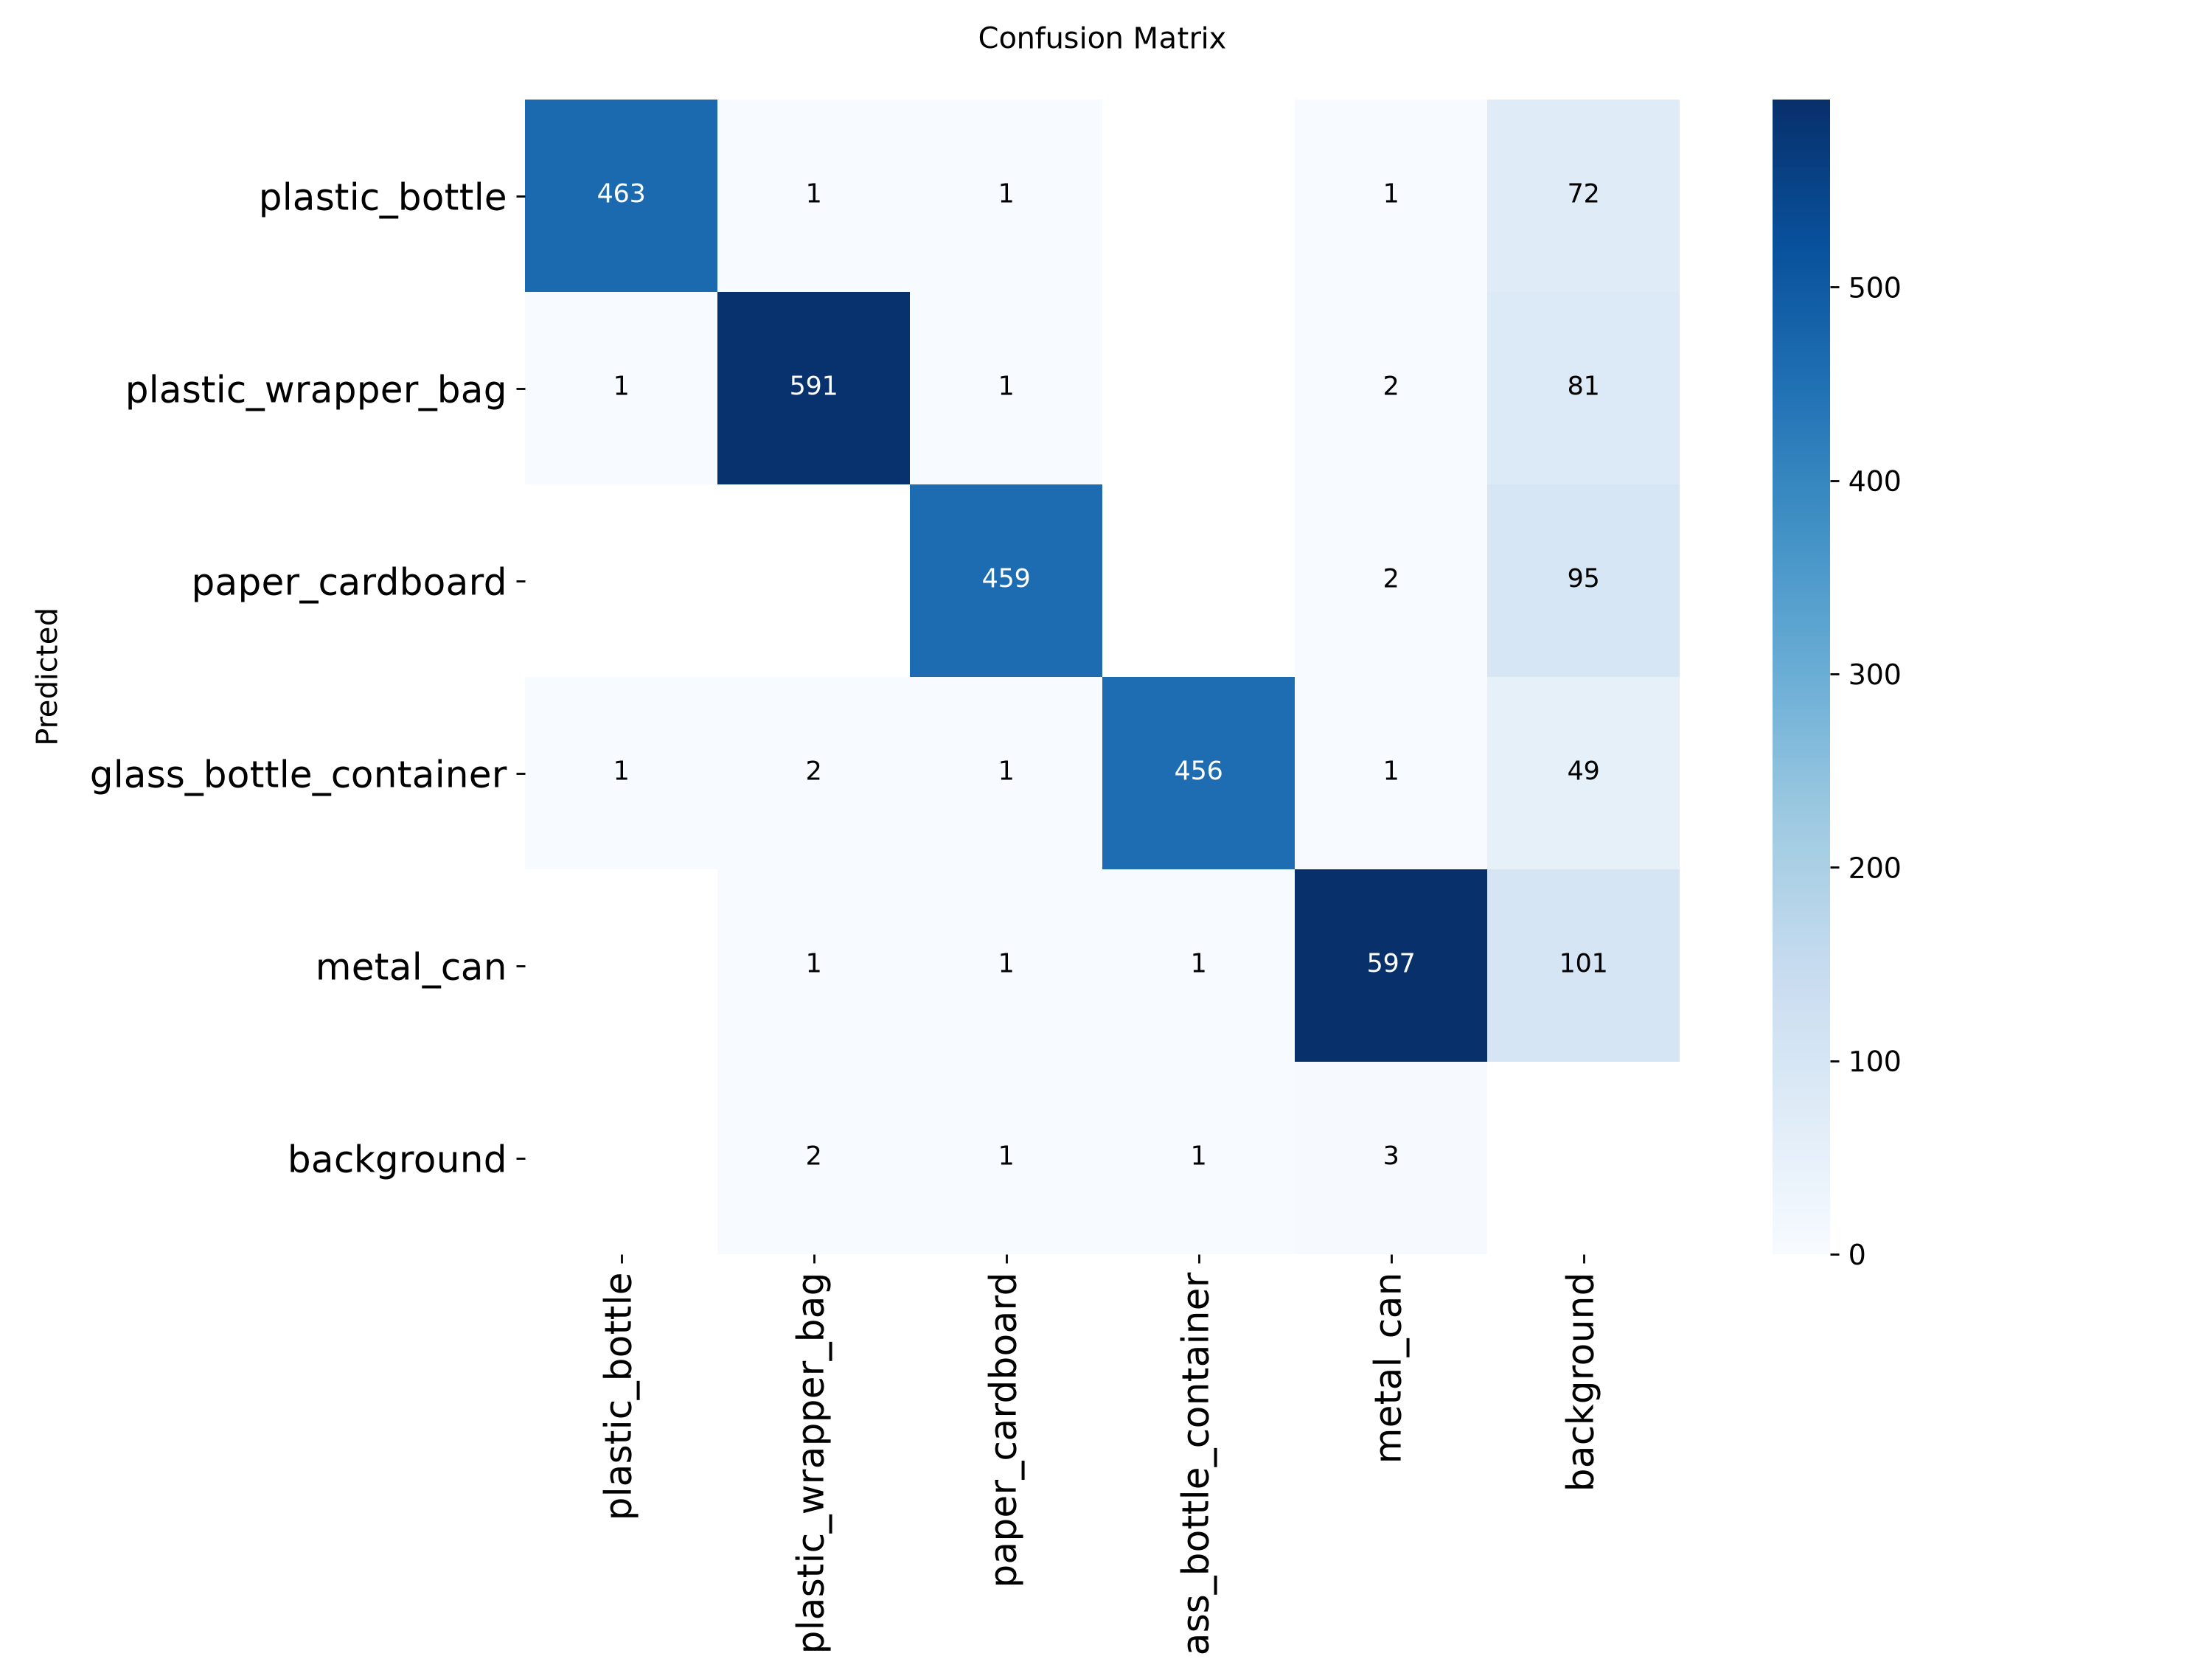 Confusion Matrix
plastic_bottle
463 1 1 1 72
500
plastic_wrapper_bag
1 591 1 2 81
400
paper_cardboard
459 2 95
Predicted
300
glass_bottle_container
1 2 1 456 1 49
200
metal_can
1 1 1 597 101
100
background
2 1 1 3
0
plastic_bottle
plastic_wrapper_bag
paper_cardboard
ass_bottle_container
metal_can
background